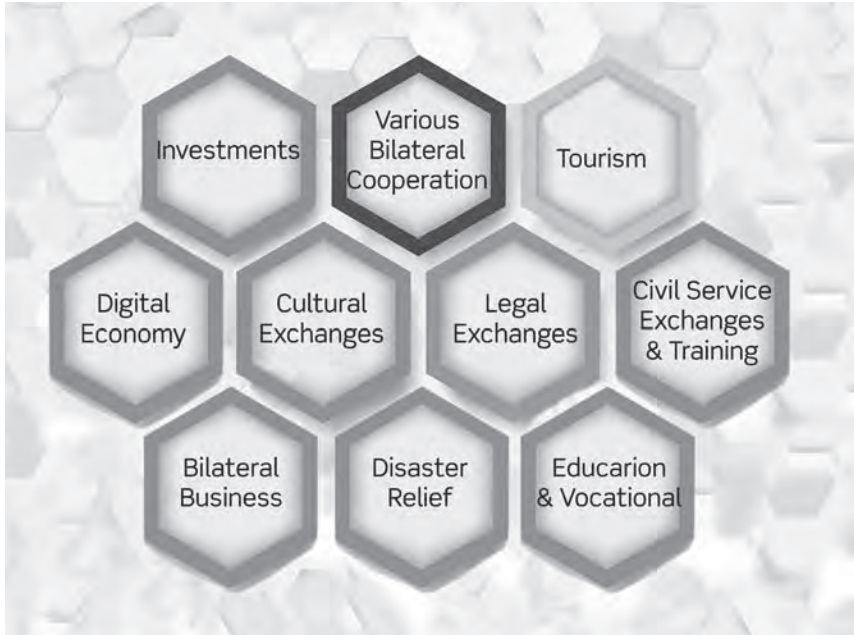 Investments
Various
Bilateral
Cooperation
Tourism
Digital
Economy
Cultural
Exchanges
Legal
Exchanges
Civil Service
Exchanges
& Training
Bilateral
Business
Disaster
Relief
Educarion
& Vocational